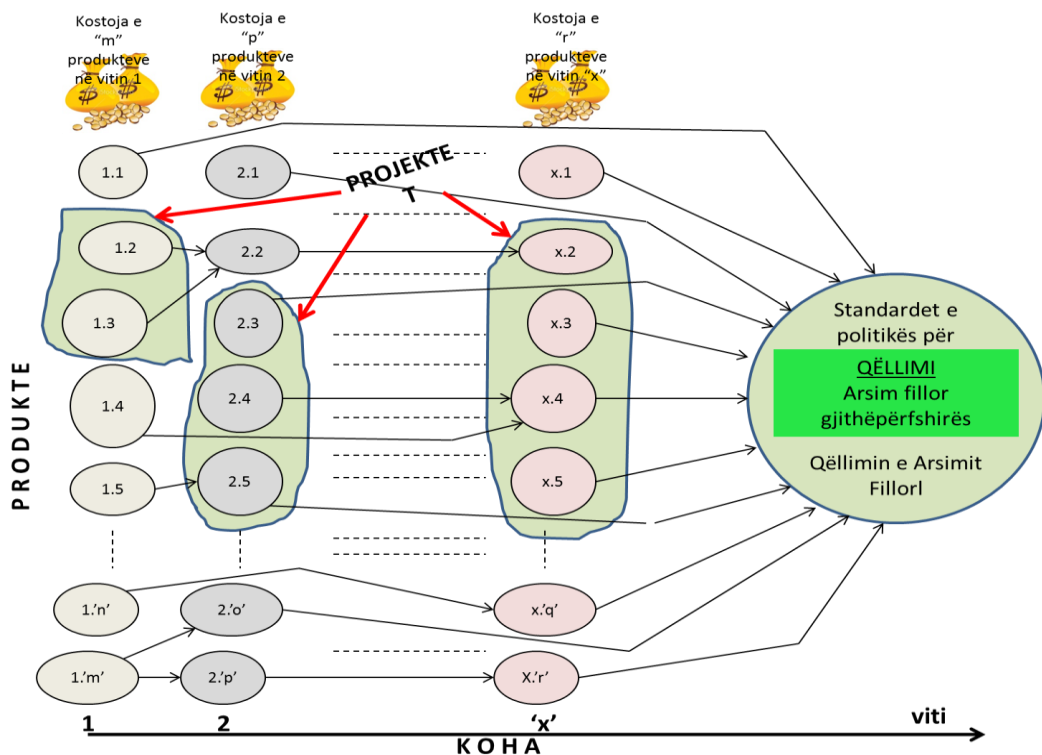 Kostoja e
“m”
produkteve
në vitin 1
Kostoja e
“p”
produkteve
në vitin 2
Kostoja e
“r”
produkteve
në vitin “x”
PROJEKTE
T
1.1
2.1
x.1
1.2
2.2
x.2
1.3
2.3
x.3
1.4
2.4
x.4
1.5
2.5
x.5
1.’n’
2.’o’
x.’q’
1.’m’
2.’p’
X.’r’
Standardet e
politikës për
QËLLIMI
Arsim fillor
gjithëpërfshirës
Qëllimin e Arsimit
Fillorl
PRODUKTE
1
2
‘x’
viti
KOHA